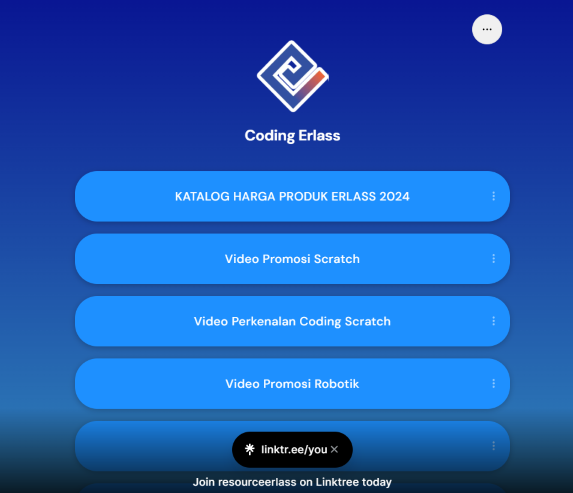 Coding Erlass
KATALOG HARGA PRODUK ERLASS 2024
Video Promosi Scratch
Video Perkenalan Coding Scratch
Video Promosi Robotik
linktr.ee/you
Join resourceerlass on Linktree today